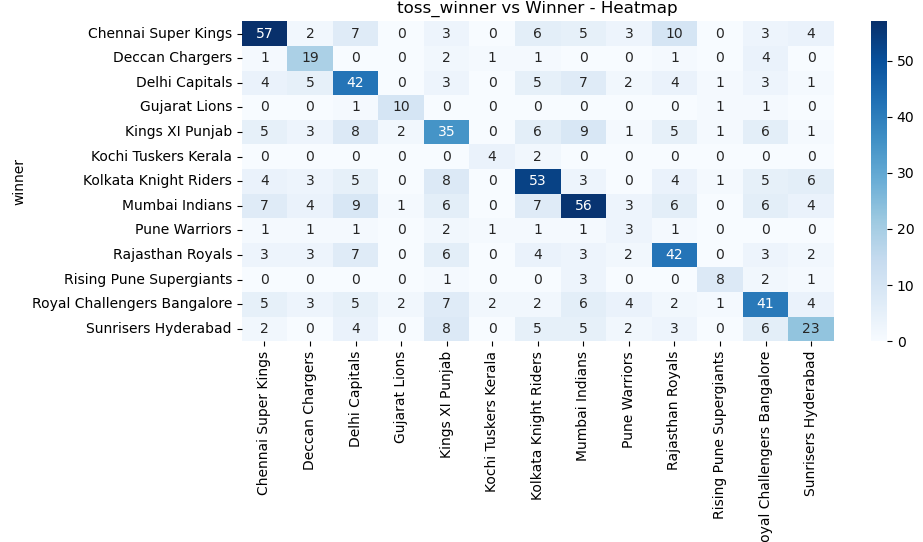 toss_winner vs Winner - Heatmap
winner
Chennai Super Kings 57 2 7 0 3 0 6 5 3 10 0 3 4
Deccan Chargers 1 19 0 0 2 1 1 0 0 1 0 4 0
Delhi Capitals 4 5 42 0 3 0 5 7 2 4 1 3 1
Gujarat Lions 0 0 1 10 0 0 0 0 0 0 1 1 0
Kings XI Punjab 5 3 8 2 35 0 6 9 1 5 1 6 1
Kochi Tuskers Kerala 0 0 0 0 0 4 2 0 0 0 0 0 0
Kolkata Knight Riders 4 3 5 0 8 0 53 3 0 4 1 5 6
Mumbai Indians 7 4 9 1 6 0 7 56 3 6 0 6 4
Pune Warriors 1 1 1 0 2 1 1 1 3 1 0 0 0
Rajasthan Royals 3 3 7 0 6 0 4 3 2 42 0 3 2
Rising Pune Supergiants 0 0 0 0 1 0 0 3 0 0 8 2 1
Royal Challengers Bangalore 5 3 5 2 7 2 2 6 4 2 1 41 4
Sunrisers Hyderabad 2 0 4 0 8 0 5 5 2 3 0 6 23
Chennai Super Kings
Deccan Chargers
Delhi Capitals
Gujarat Lions
Kings XI Punjab
Kochi Tuskers Kerala
Kolkata Knight Riders
Mumbai Indians
Pune Warriors
Rajasthan Royals
Rising Pune Supergiants
oyal Challengers Bangalore
Sunrisers Hyderabad
50
40
30
20
10
0